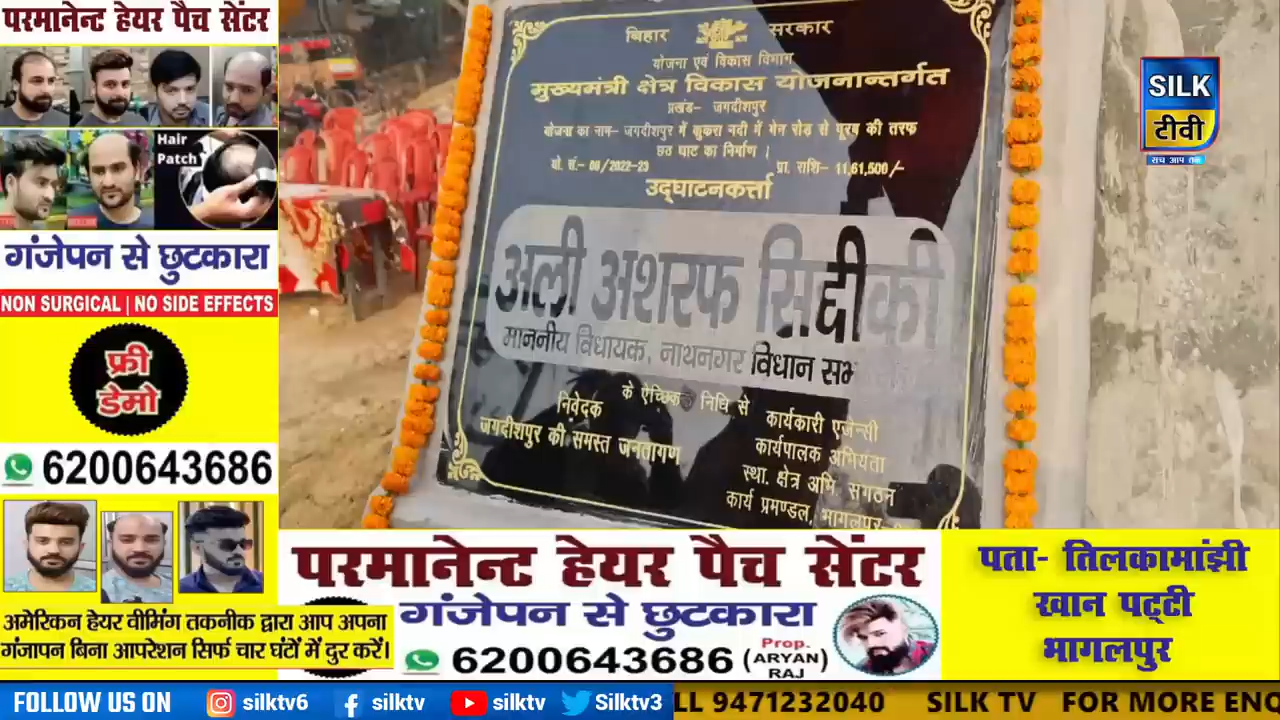 परमानेन्ट हेयर पैच सेंटर
Hair
Patch
गंजेपन से छुटकारा
NON SURGICAL | NO SIDE EFFECTS
फ्री
डेमो
6200643686
अमेरिकन हेयर वीमिंग तकनीक द्वारा आप अपना
गंजापन बिना आपरेशन सिर्फ चार घंटों में दुर करें।
बिहार सरकार
योजना एवं विकास विभाग
मुख्यमंत्री क्षेत्र विकास योजनान्तर्गत
प्रखंड- जगदीशपुर
योजना का नाम- जगदीशपुर में कूकरा नदी में मेन रोड से पूरब की तरफ
छठ घाट का निर्माण ।
यो. सं.- 08/2022-23 प्रा. राशि- 11,61,500/-
उद्घाटनकर्त्ता
अली अशरफ सिद्दीकी
माननीय विधायक, नाथनगर विधान सभ
के ऐच्छिक निधि से
निवेदक
जगदीशपुर की समस्त जनतागण
कार्यकारी एजेन्सी
कार्यपालक अभियंता
स्था. क्षेत्र अभि. संगठन
कार्य प्रमण्डल, भागलपुर
SILK
टीवी
सच आप तक
परमानेन्ट हेयर पैच सेंटर
गंजेपन से छुटकारा
6200643686
Prop.
(ARYAN
RAJ)
पता- तिलकामांझी
खान पट्टी
भागलपुर
FOLLOW US ON silktv6 silktv silktv Silktv3 LL 9471232040 SILK TV FOR MORE ENQ